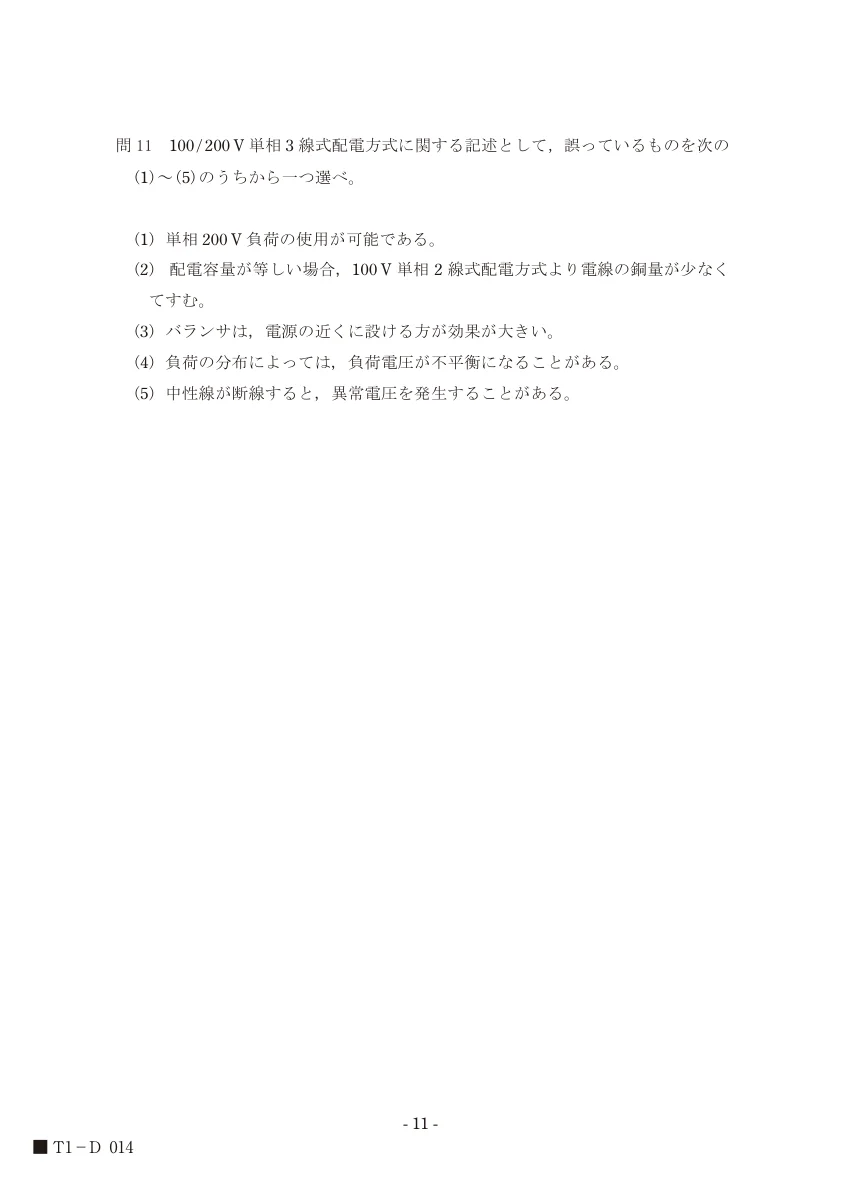 問 11　100/200 V 単相 3 線式配電方式に関する記述として，誤っているものを次の
(1)～(5)のうちから一つ選べ。
(1) 単相 200 V 負荷の使用が可能である。
(2) 配電容量が等しい場合，100 V 単相 2 線式配電方式より電線の銅量が少なく
てすむ。
(3) バランサは，電源の近くに設ける方が効果が大きい。
(4) 負荷の分布によっては，負荷電圧が不平衡になることがある。
(5) 中性線が断線すると，異常電圧を発生することがある。
- 11 -
■ T1－D 014